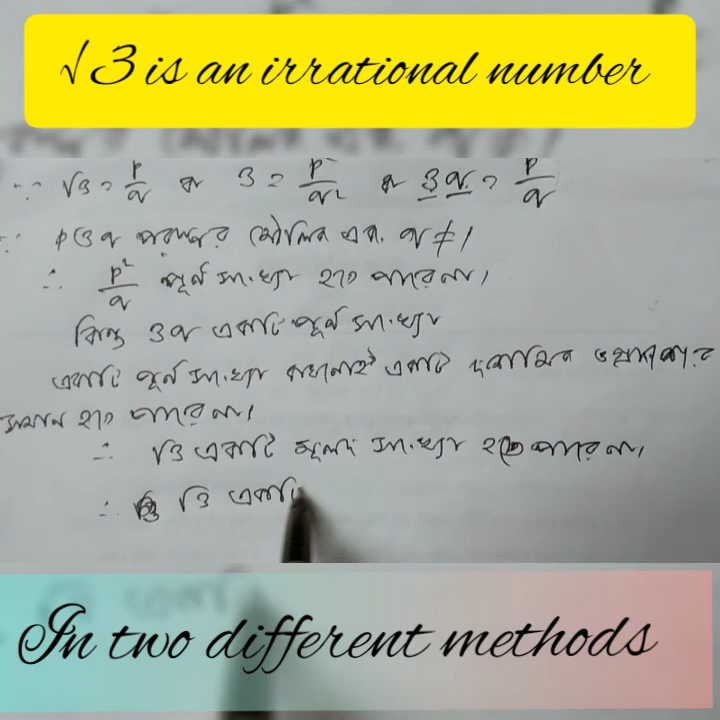 √3 is an irrational number
∵ √3 = p/q বা 3 = p²/q² বা 3q = p²/q
∵ p ও q পরস্পর মৌলিক এবং q ≠ 1
∴ p²/q পূর্ণ সংখ্যা হতে পারে না।
কিন্তু 3q একটি পূর্ণ সংখ্যা
একটি পূর্ণ সংখ্যা কখনোই একটি ভগ্নাংশের
সমান হতে পারে না।
∴ √3 একটি মূলদ সংখ্যা হতে পারে না।
∴ √3 একটি
In two different methods